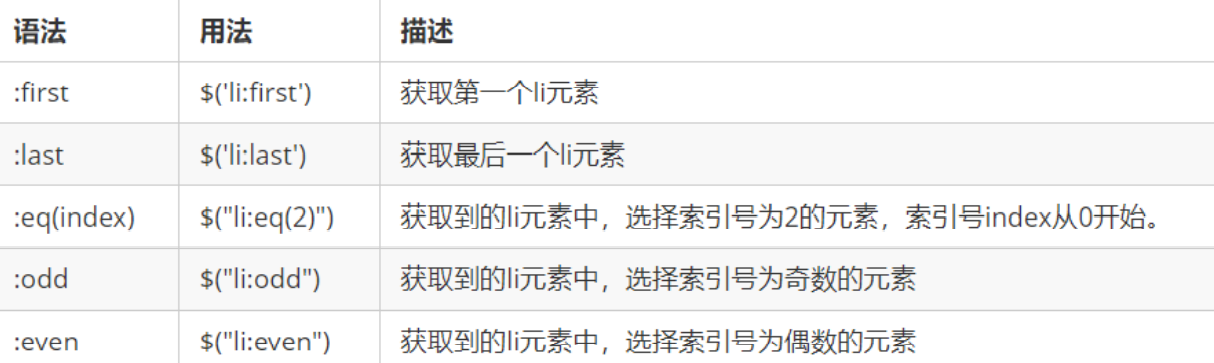 语法 用法 描述
:first $('li:first') 获取第一个li元素
:last $('li:last') 获取最后一个li元素
:eq(index) $("li:eq(2)") 获取到的li元素中，选择索引号为2的元素，索引号index从0开始。
:odd $("li:odd") 获取到的li元素中，选择索引号为奇数的元素
:even $("li:even") 获取到的li元素中，选择索引号为偶数的元素